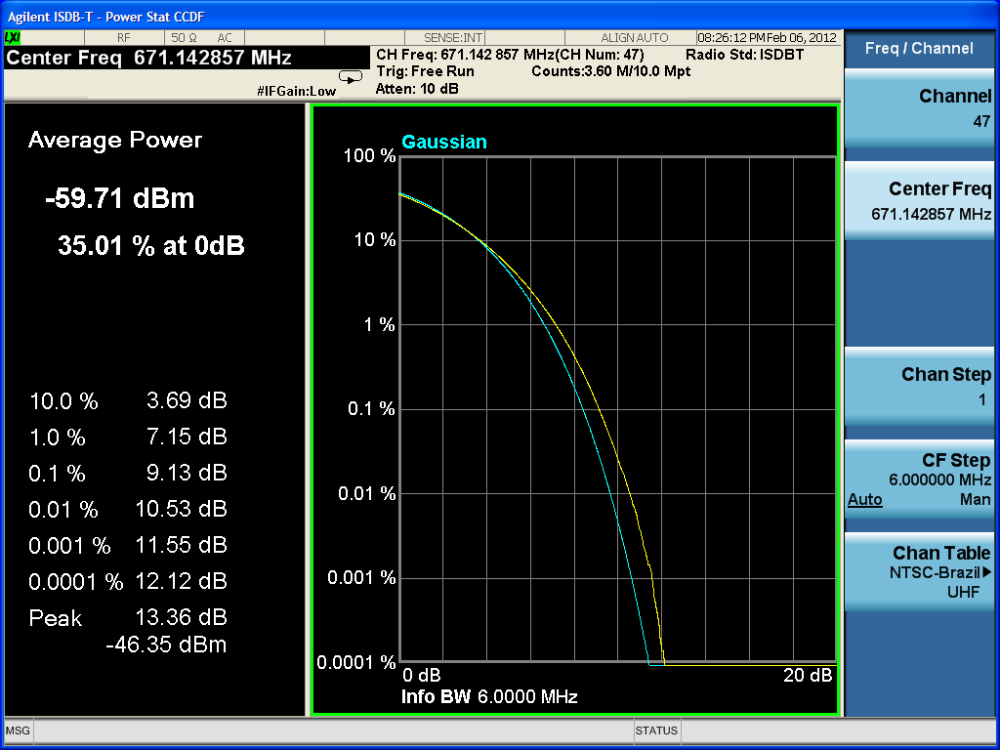 Agilent ISDB-T - Power Stat CCDF
LXI
RF
50 Ω
AC
SENSE:INT
ALIGN AUTO
08:26:12 PM Feb 06, 2012
Center Freq 671.142857 MHz
CH Freq: 671.142 857 MHz(CH Num: 47)
Radio Std: ISDBT
Trig: Free Run
Counts:3.60 M/10.0 Mpt
#IFGain:Low
Atten: 10 dB
Average Power
-59.71 dBm
35.01 % at 0dB
10.0 % 3.69 dB
1.0 % 7.15 dB
0.1 % 9.13 dB
0.01 % 10.53 dB
0.001 % 11.55 dB
0.0001 % 12.12 dB
Peak 13.36 dB
-46.35 dBm
Gaussian
100 %
10 %
1 %
0.1 %
0.01 %
0.001 %
0.0001 %
0 dB
20 dB
Info BW 6.0000 MHz
Freq / Channel
Channel
47
Center Freq
671.142857 MHz
Chan Step
1
CF Step
6.000000 MHz
Auto Man
Chan Table
NTSC-Brazil
UHF
MSG
STATUS